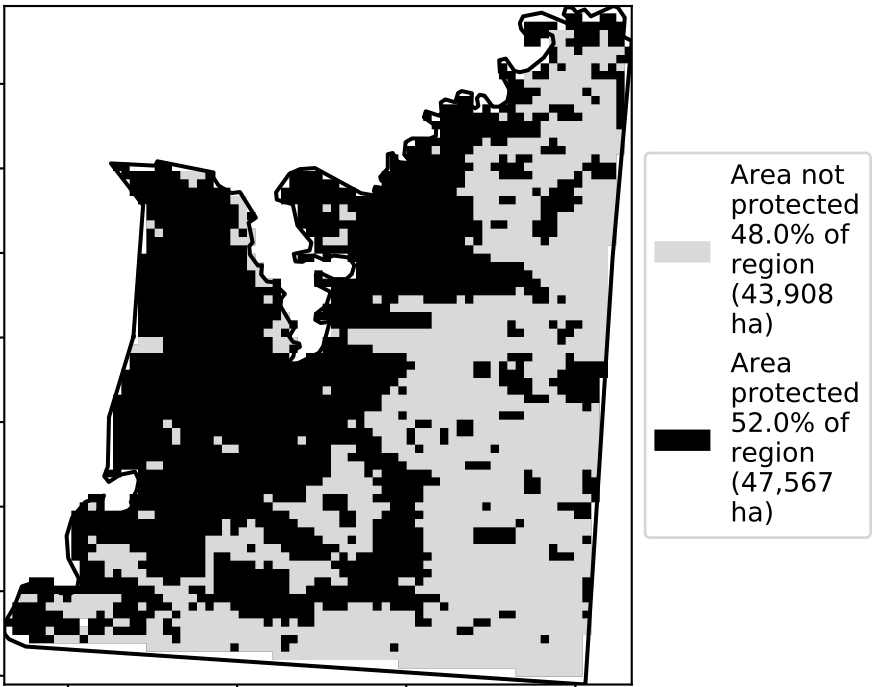 Area not
protected
48.0% of
region
(43,908
ha)
Area
protected
52.0% of
region
(47,567
ha)